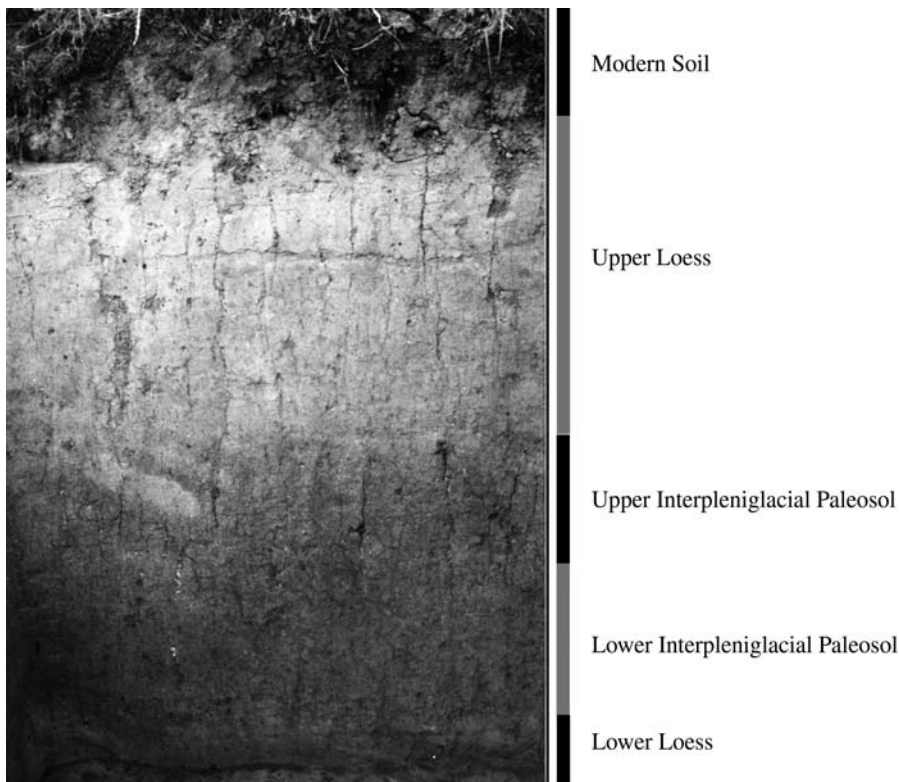 Modern Soil
Upper Loess
Upper Interpleniglacial Paleosol
Lower Interpleniglacial Paleosol
Lower Loess